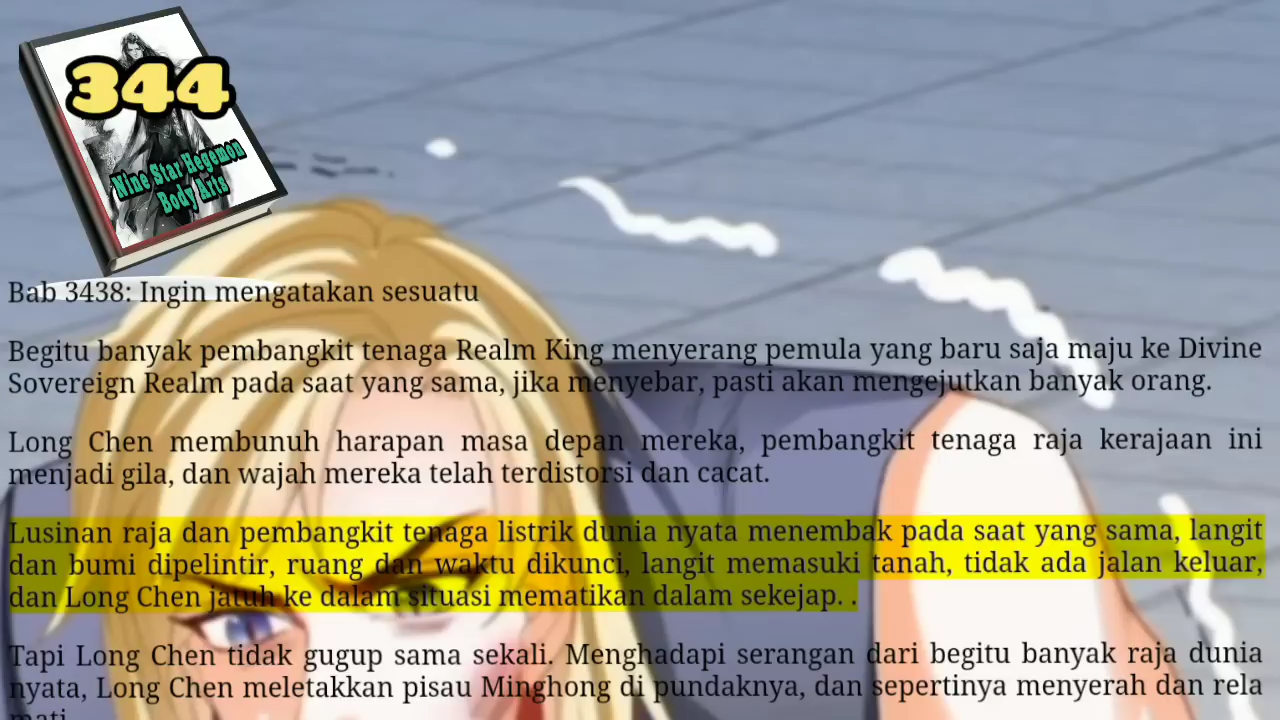 344
Nine Star Hegemon
Body Arts
Bab 3438: Ingin mengatakan sesuatu
Begitu banyak pembangkit tenaga Realm King menyerang pemula yang baru saja maju ke Divine
Sovereign Realm pada saat yang sama, jika menyebar, pasti akan mengejutkan banyak orang.
Long Chen membunuh harapan masa depan mereka, pembangkit tenaga raja kerajaan ini
menjadi gila, dan wajah mereka telah terdistorsi dan cacat.
Lusinan raja dan pembangkit tenaga listrik dunia nyata menembak pada saat yang sama, langit
dan bumi dipelintir, ruang dan waktu dikunci, langit memasuki tanah, tidak ada jalan keluar,
dan Long Chen jatuh ke dalam situasi mematikan dalam sekejap. .
Tapi Long Chen tidak gugup sama sekali. Menghadapi serangan dari begitu banyak raja dunia
nyata, Long Chen meletakkan pisau Minghong di pundaknya, dan sepertinya menyerah dan rela
mati.